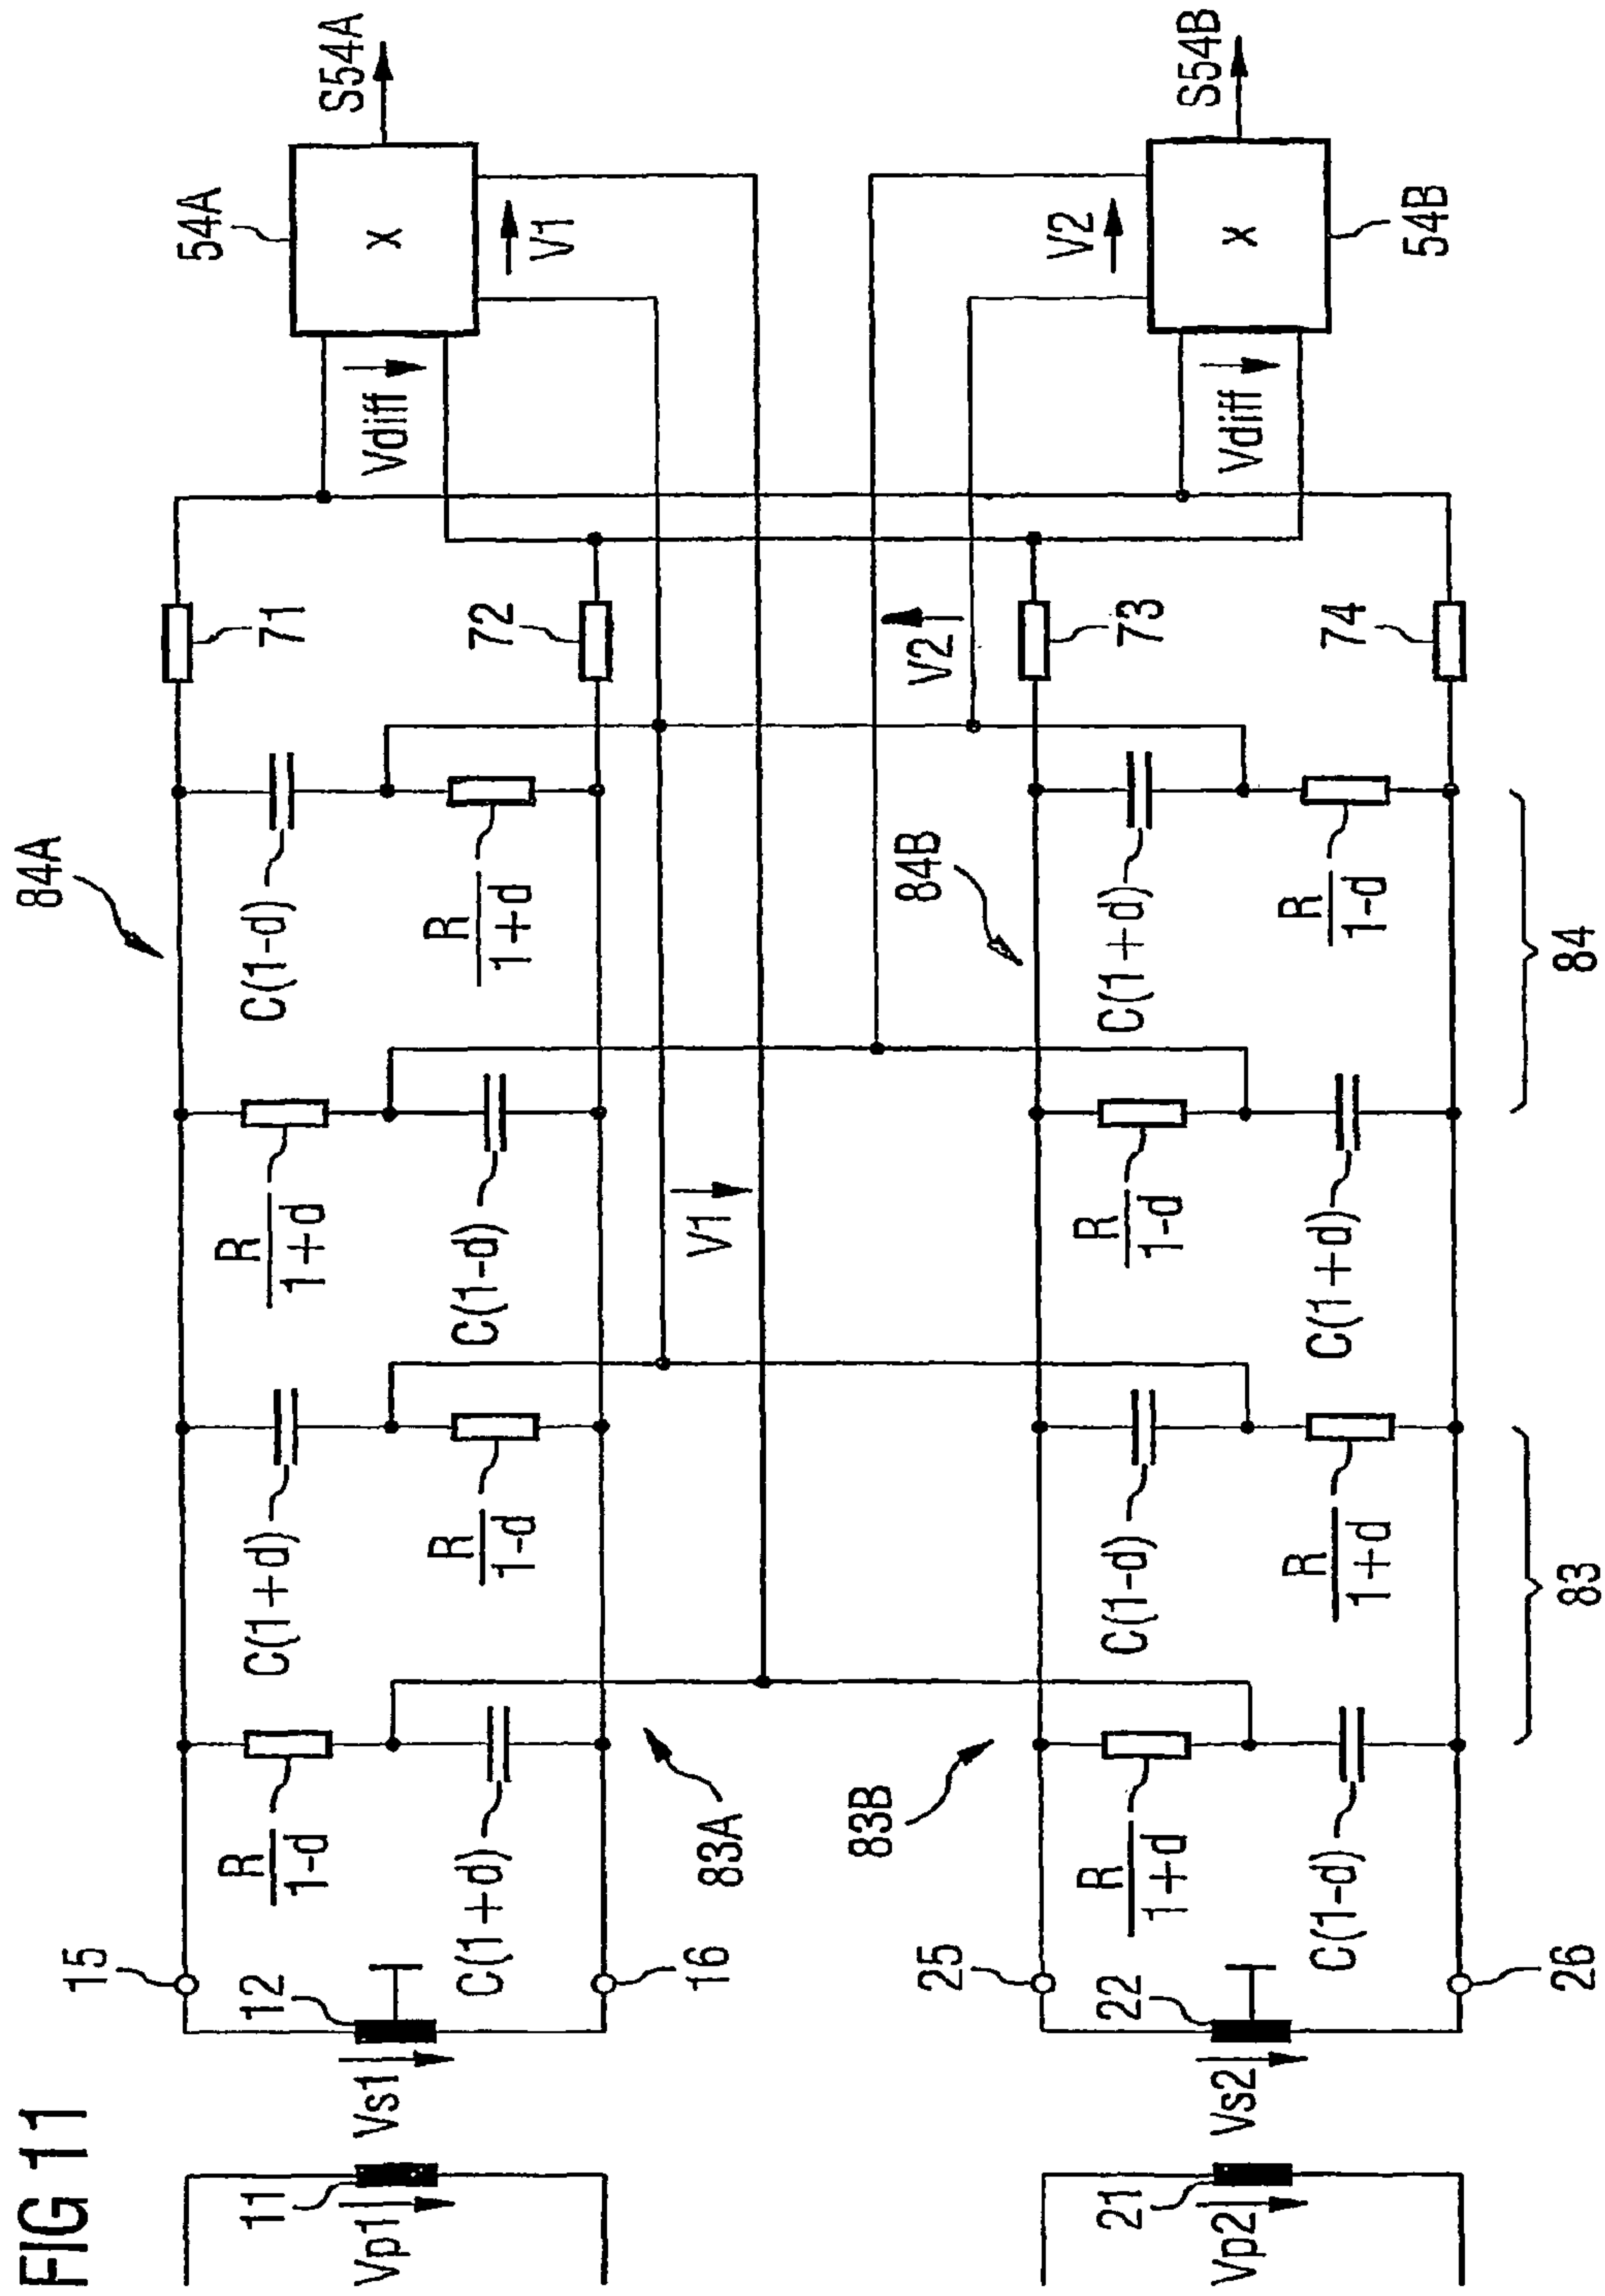 FIG 11
S54A
54A
X
V1
Vdiff
71
72
84A
C(1-d)
R
1+d
R
1+d
C(1-d)
V1
C(1+d)
R
1-d
R
1-d
C(1+d)
83A
15
16
12
Vs1
11
Vp1
S54B
54B
X
V2
Vdiff
V2
73
74
84B
C(1+d)
R
1-d
R
1-d
C(1+d)
84
C(1-d)
R
1+d
83
83B
R
1+d
C(1-d)
25
26
22
Vs2
21
Vp2